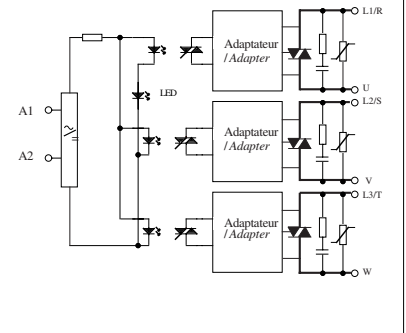 L1/R
Adaptateur
/Adapter
U
LED
L2/S
A1
Adaptateur
/Adapter
A2
V
L3/T
Adaptateur
/Adapter
W